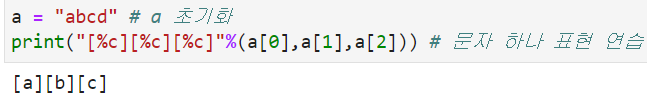 a = "abcd" # a 초기화
print("[%c][%c][%c]"%(a[0],a[1],a[2])) # 문자 하나 표현 연습
[a][b][c]